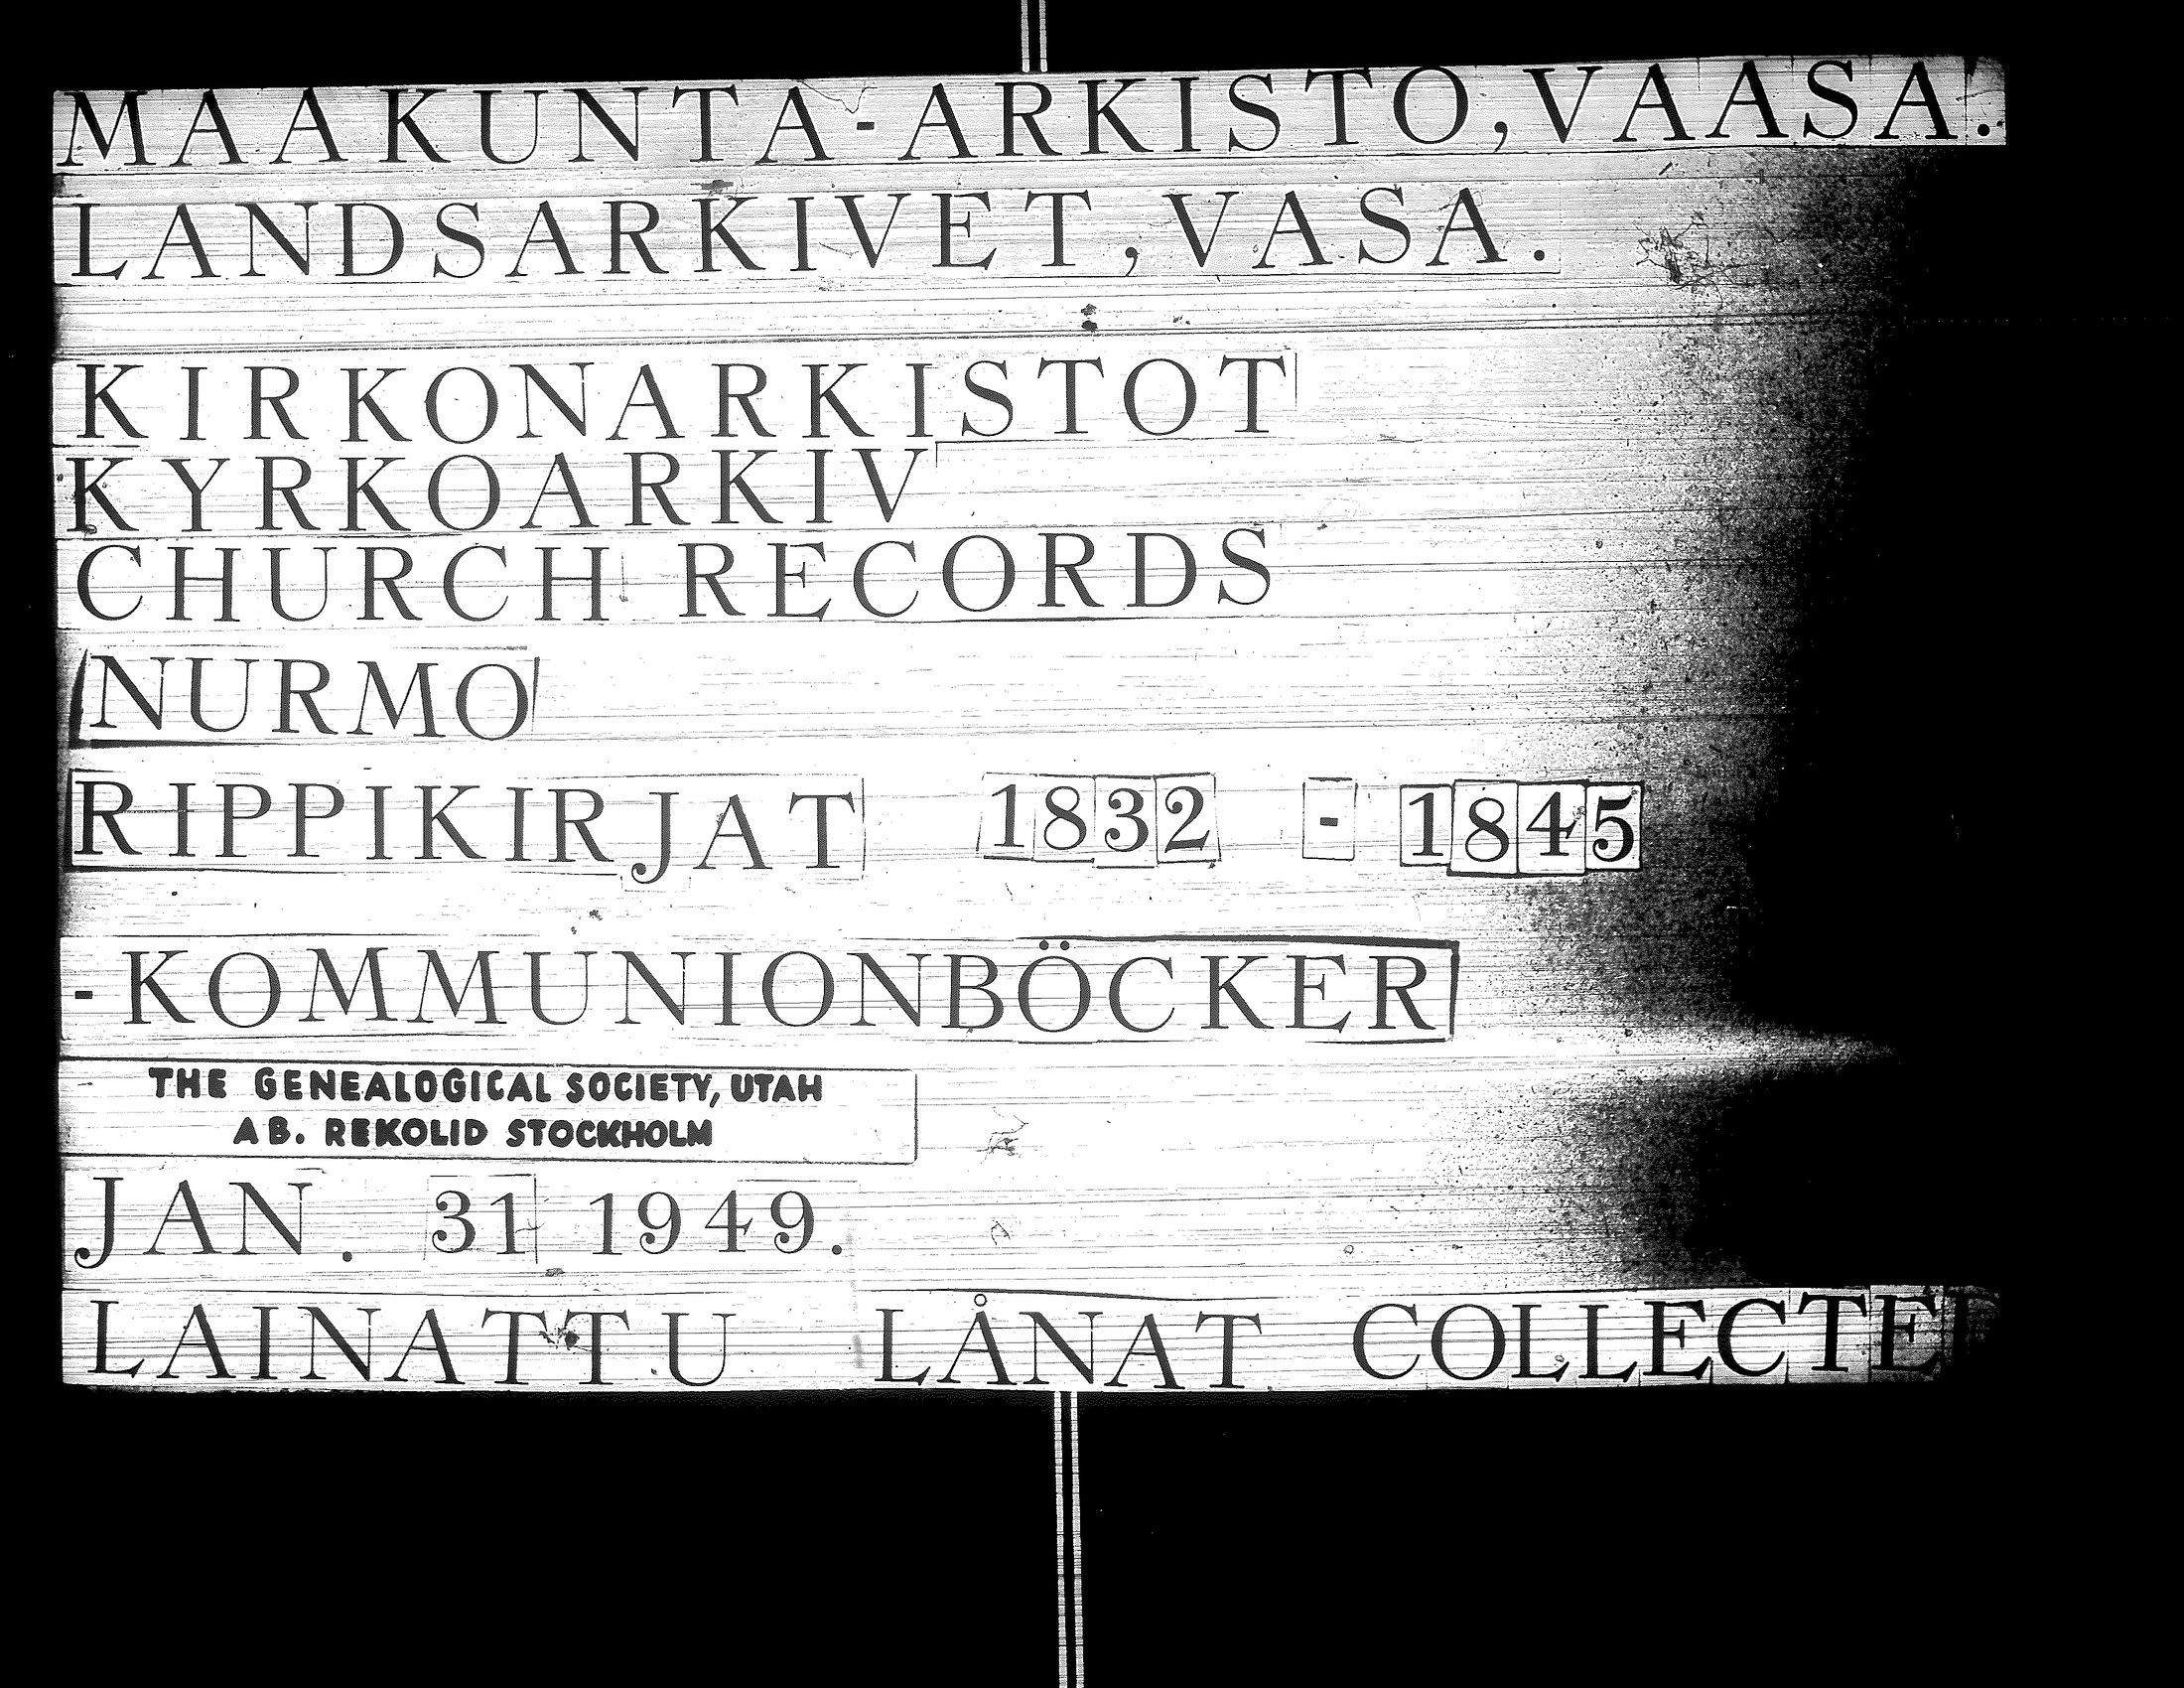 MAAKUNTA-ARKISTO, VAASA.
LANDSARKIVET, VASA.
KIRKONARKISTOT
KYRKOARKIV
CHURCH RECORDS
NURMO
RIPPIKIRJAT 1832 - 1845
-KOMMUNIONBÖCKER
THE GENEALOGICAL SOCIETY, UTAH
AB. REKOLID STOCKHOLM
JAN. 31 1949.
LAINATTU LÅNAT COLLECTED